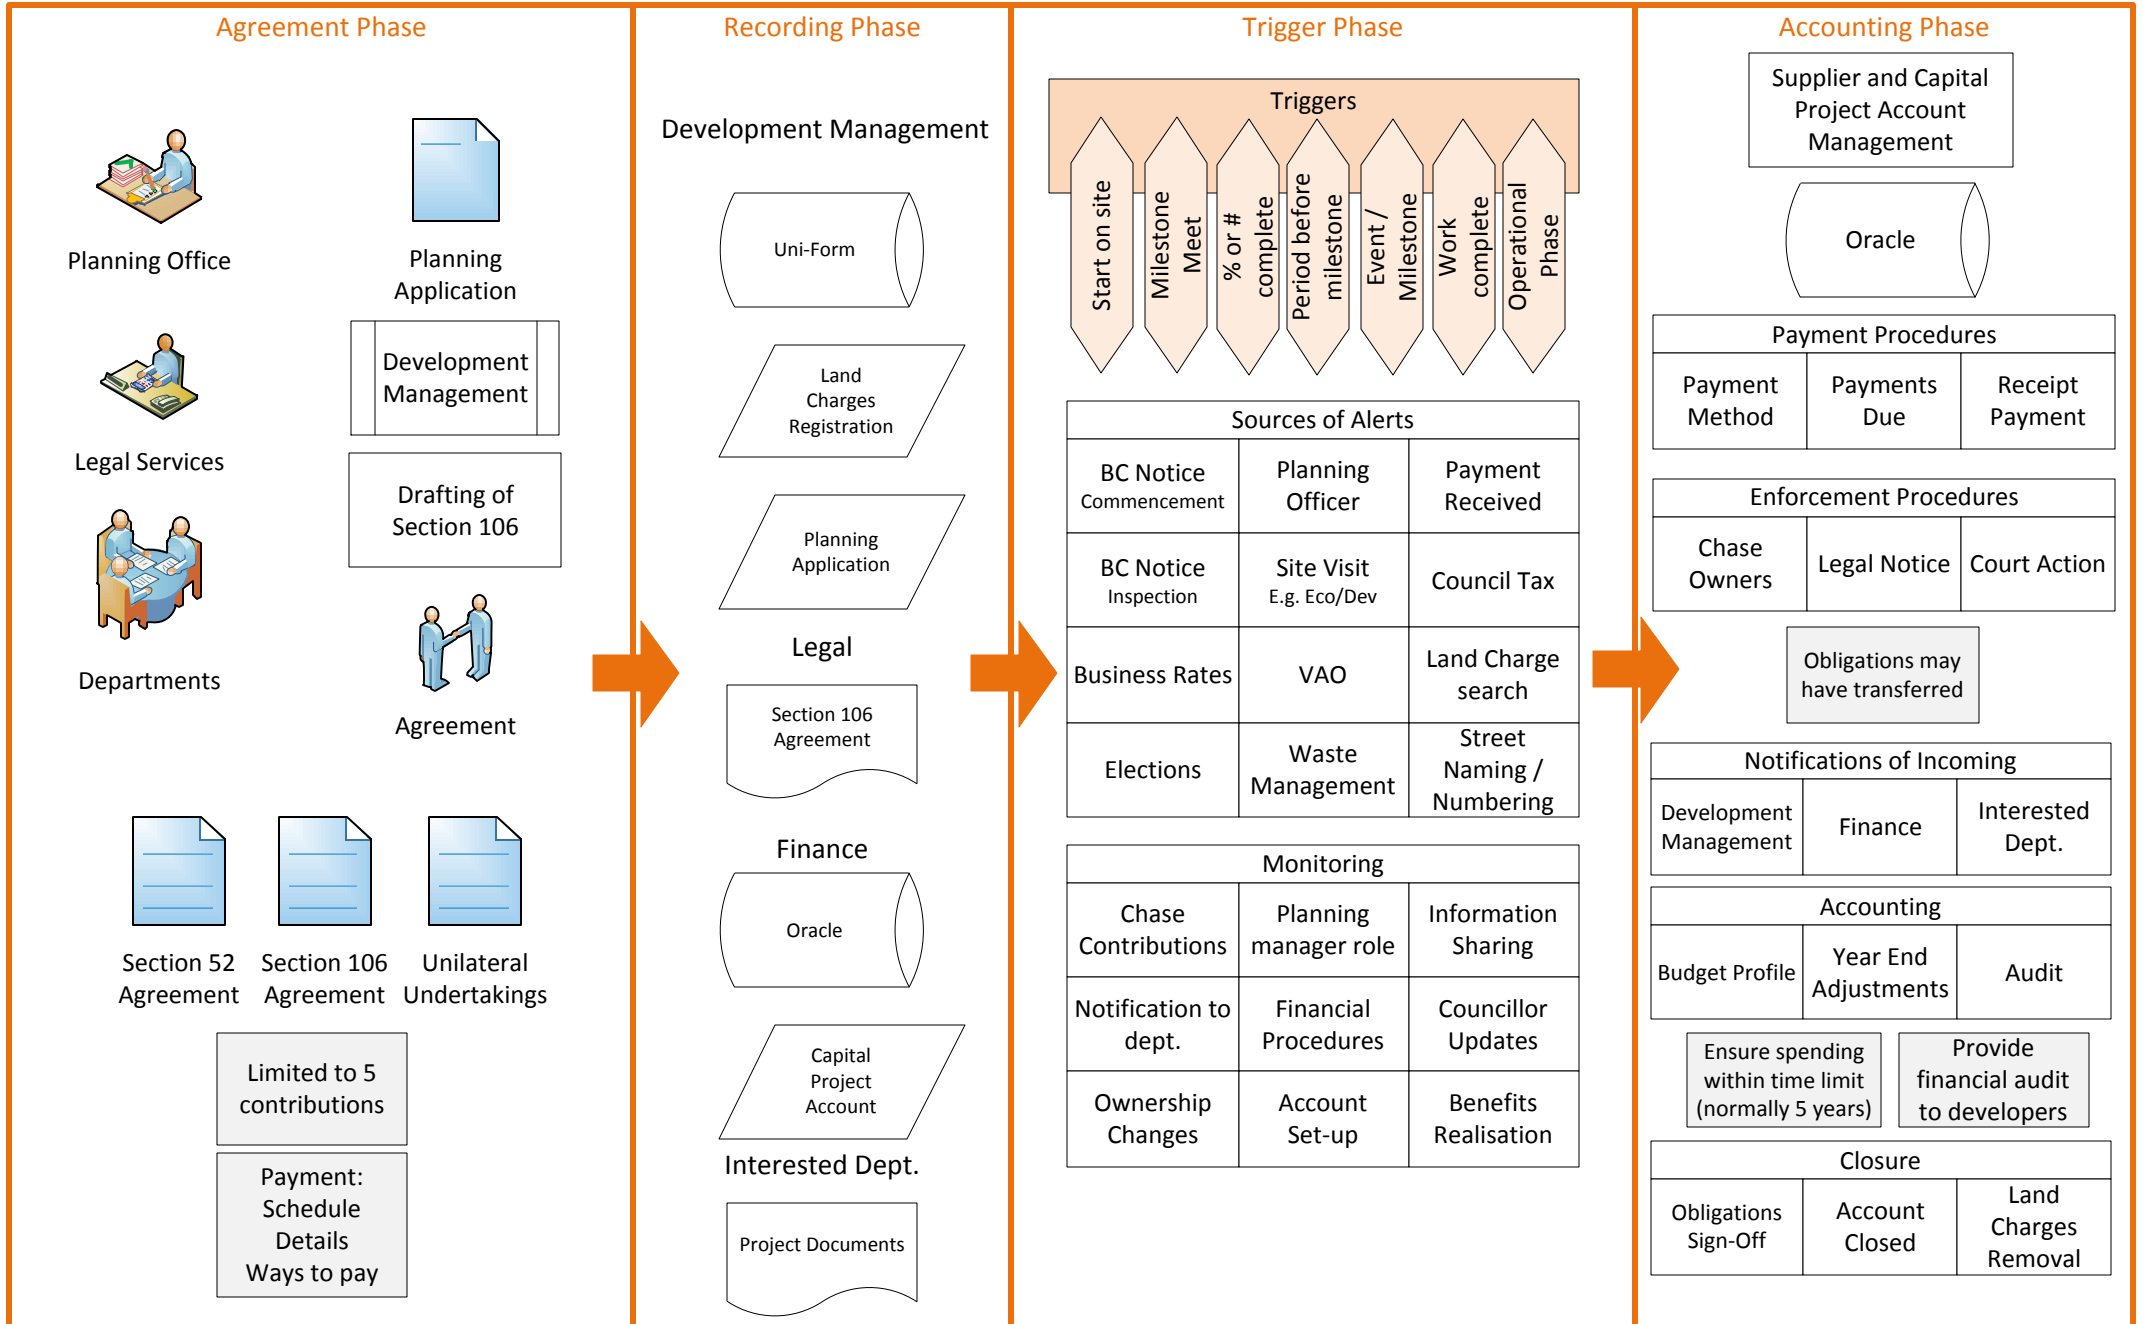 Agreement Phase
Planning Office
Planning
Application
Legal Services
Development
Management
Drafting of
Section 106
Departments
Agreement
Section 52
Agreement
Section 106
Agreement
Unilateral
Undertakings
Limited to 5
contributions
Payment:
Schedule
Details
Ways to pay
Recording Phase
Development Management
Uni-Form
Land
Charges
Registration
Planning
Application
Legal
Section 106
Agreement
Finance
Oracle
Capital
Project
Account
Interested Dept.
Project Documents
Trigger Phase
Triggers
Start on site
Milestone
Meet
% or #
complete
Period before
milestone
Event /
Milestone
Work
complete
Operational
Phase
Sources of Alerts
BC Notice
Commencement
Planning
Officer
Payment
Received
BC Notice
Inspection
Site Visit
E.g. Eco/Dev
Council Tax
Business Rates
VAO
Land Charge
search
Elections
Waste
Management
Street
Naming /
Numbering
Monitoring
Chase
Contributions
Planning
manager role
Information
Sharing
Notification to
dept.
Financial
Procedures
Councillor
Updates
Ownership
Changes
Account
Set-up
Benefits
Realisation
Accounting Phase
Supplier and Capital
Project Account
Management
Oracle
Payment Procedures
Payment
Method
Payments
Due
Receipt
Payment
Enforcement Procedures
Chase
Owners
Legal Notice
Court Action
Obligations may
have transferred
Notifications of Incoming
Development
Management
Finance
Interested
Dept.
Accounting
Budget Profile
Year End
Adjustments
Audit
Ensure spending
within time limit
(normally 5 years)
Provide
financial audit
to developers
Closure
Obligations
Sign-Off
Account
Closed
Land
Charges
Removal